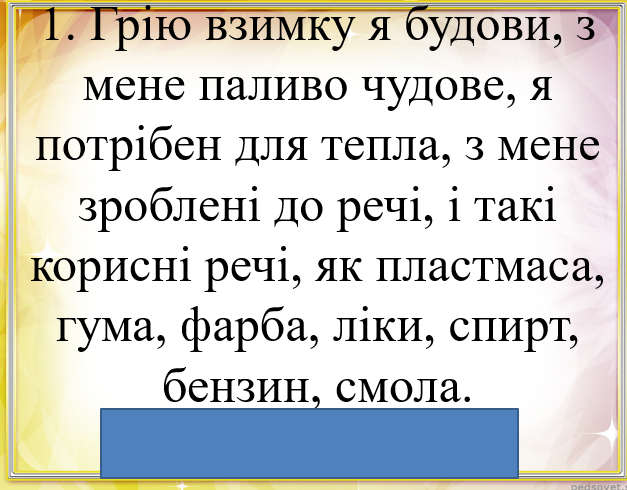 1. Грію взимку я будови, з
мене паливо чудове, я
потрібен для тепла, з мене
зроблені до речі, і такі
корисні речі, як пластмаса,
гума, фарба, ліки, спирт,
бензин, смола.